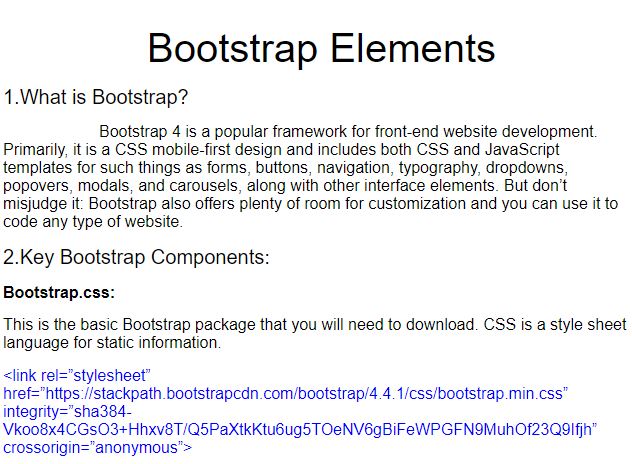 Bootstrap Elements
1.What is Bootstrap?
Bootstrap 4 is a popular framework for front-end website development.
Primarily, it is a CSS mobile-first design and includes both CSS and JavaScript
templates for such things as forms, buttons, navigation, typography, dropdowns,
popovers, modals, and carousels, along with other interface elements. But don’t
misjudge it: Bootstrap also offers plenty of room for customization and you can use it to
code any type of website.
2.Key Bootstrap Components:
Bootstrap.css:
This is the basic Bootstrap package that you will need to download. CSS is a style sheet
language for static information.
<link rel=”stylesheet”
href=”https://stackpath.bootstrapcdn.com/bootstrap/4.4.1/css/bootstrap.min.css”
integrity=”sha384-
Vkoo8x4CGsO3+Hhxv8T/Q5PaXtkKtu6ug5TOeNV6gBiFeWPGFN9MuhOf23Q9Ifjh”
crossorigin=”anonymous”>